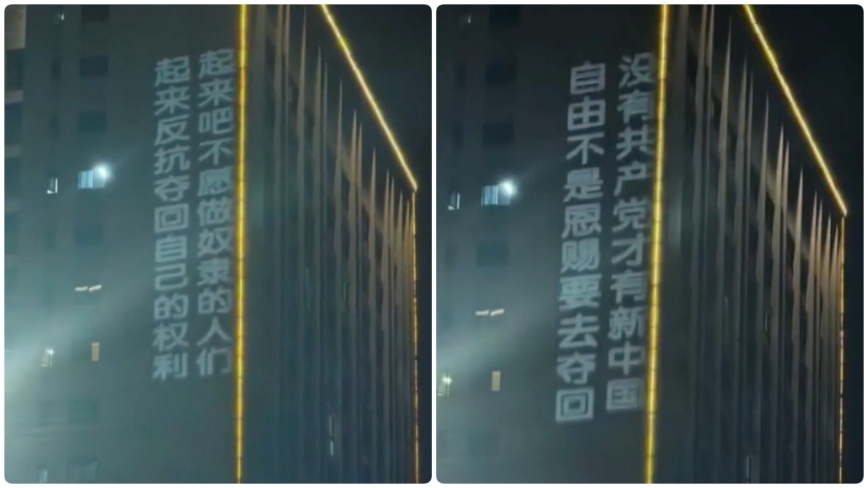 起来吧不愿做奴隶的人们
起来反抗夺回自己的权利
没有共产党才有新中国
自由不是恩赐要去夺回